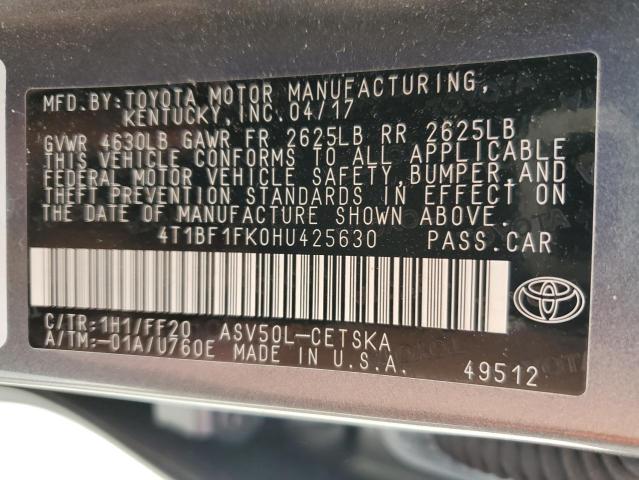 MFD.BY:TOYOTA MOTOR MANUFACTURING,
KENTUCKY,INC.04/17
GVWR 4630LB GAWR FR 2625LB RR 2625LB
THIS VEHICLE CONFORMS TO ALL APPLICABLE
FEDERAL MOTOR VEHICLE SAFETY,BUMPER,AND
THEFT PREVENTION STANDARDS IN EFFECT ON
THE DATE OF MANUFACTURE SHOWN ABOVE.
4T1BF1FK0HU425630 PASS.CAR
C/TR:1H1/FF20 ASV50L-CETSKA
A/TM:-01A/U760E MADE IN U.S.A.
49512